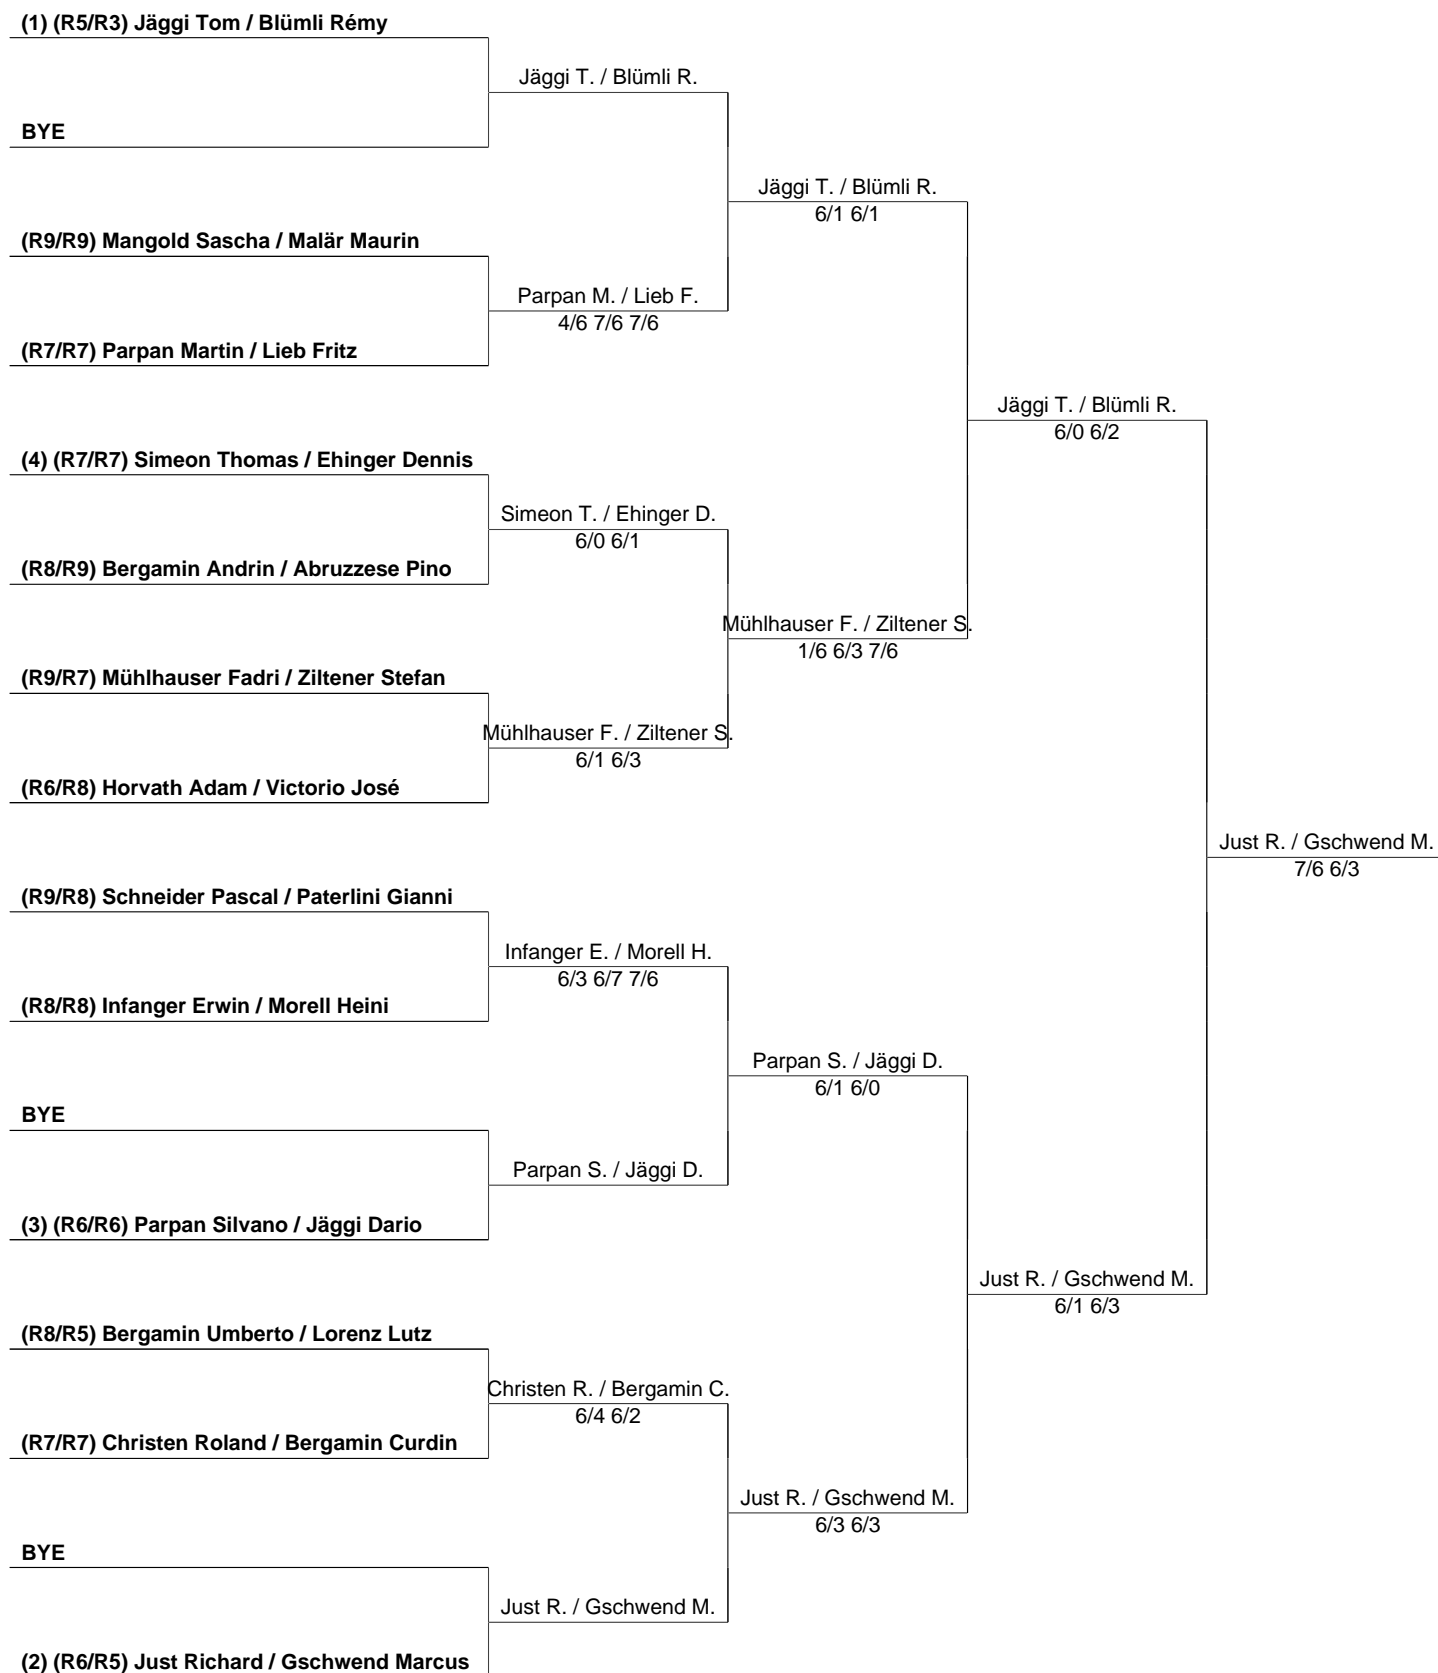 (1) (R5/R3) Jäggi Tom / Blümli Rémy
Jäggi T. / Blümli R.
BYE
Jäggi T. / Blümli R.
6/1 6/1
(R9/R9) Mangold Sascha / Malär Maurin
Parpan M. / Lieb F.
4/6 7/6 7/6
(R7/R7) Parpan Martin / Lieb Fritz
Jäggi T. / Blümli R.
6/0 6/2
(4) (R7/R7) Simeon Thomas / Ehinger Dennis
Simeon T. / Ehinger D.
6/0 6/1
(R8/R9) Bergamin Andrin / Abruzzese Pino
Mühlhauser F. / Ziltener S.
1/6 6/3 7/6
(R9/R7) Mühlhauser Fadri / Ziltener Stefan
Mühlhauser F. / Ziltener S.
6/1 6/3
(R6/R8) Horvath Adam / Victorio José
Just R. / Gschwend M.
7/6 6/3
(R9/R8) Schneider Pascal / Paterlini Gianni
Infanger E. / Morell H.
6/3 6/7 7/6
(R8/R8) Infanger Erwin / Morell Heini
Parpan S. / Jäggi D.
6/1 6/0
BYE
Parpan S. / Jäggi D.
(3) (R6/R6) Parpan Silvano / Jäggi Dario
Just R. / Gschwend M.
6/1 6/3
(R8/R5) Bergamin Umberto / Lorenz Lutz
Christen R. / Bergamin C.
6/4 6/2
(R7/R7) Christen Roland / Bergamin Curdin
Just R. / Gschwend M.
6/3 6/3
BYE
Just R. / Gschwend M.
(2) (R6/R5) Just Richard / Gschwend Marcus